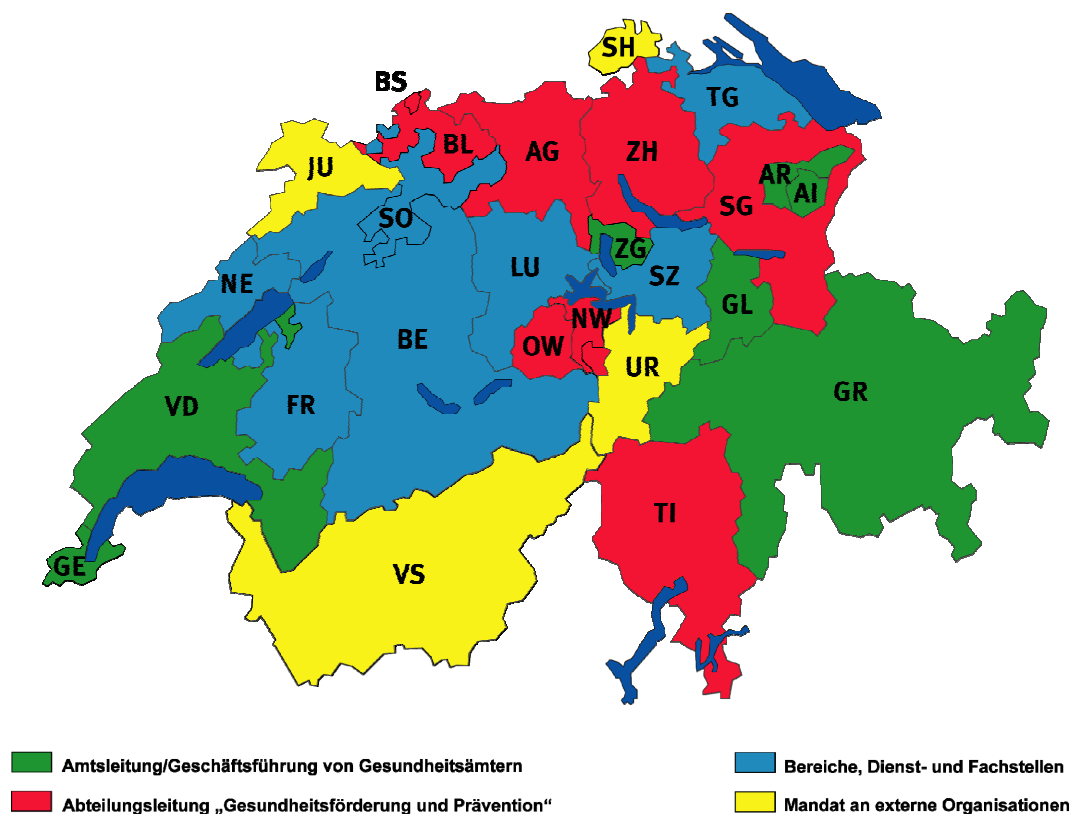 SH
BS
TG
BL
AG
ZH
JU
AR
AI
SG
SO
ZG
LU
SZ
NE
GL
NW
BE
OW
UR
GR
VD
FR
TI
GE
VS
Amtsleitung/Geschäftsführung von Gesundheitsämtern
Abteilungsleitung „Gesundheitsförderung und Prävention“
Bereiche, Dienst- und Fachstellen
Mandat an externe Organisationen